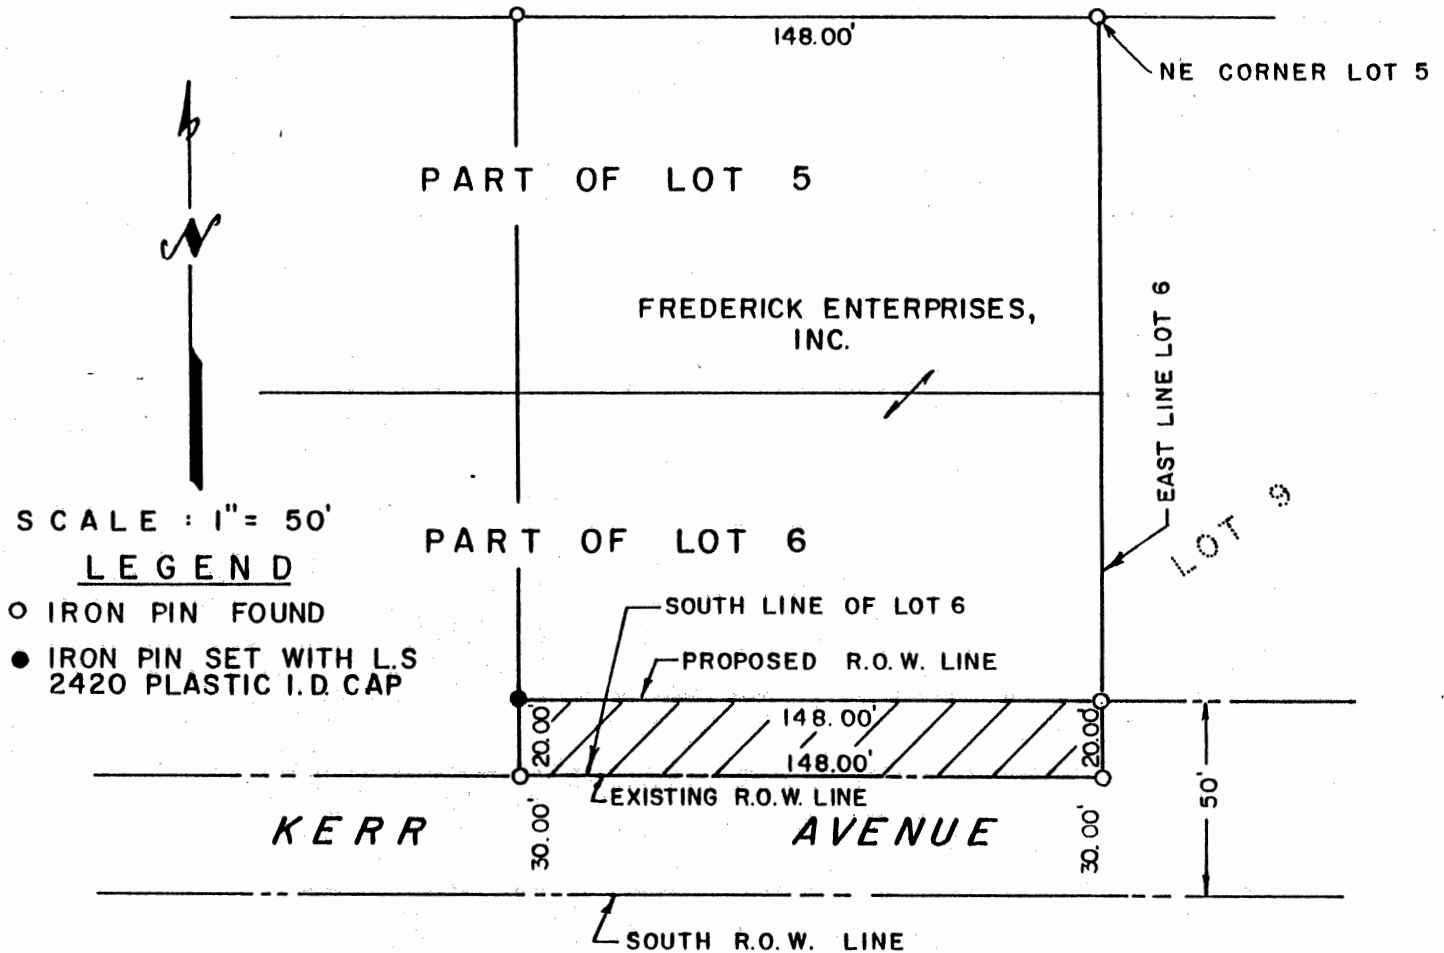 148.00'
NE CORNER LOT 5
PART OF LOT 5
N
FREDERICK ENTERPRISES,
INC.
EAST LINE LOT 6
LOT 9
SCALE : 1" = 50'
LEGEND
IRON PIN FOUND
IRON PIN SET WITH L.S
2420 PLASTIC I.D. CAP
PART OF LOT 6
SOUTH LINE OF LOT 6
PROPOSED R.O.W. LINE
148.00'
20.00'
20.00'
148.00'
EXISTING R.O.W. LINE
50'
KERR AVENUE
30.00'
30.00'
SOUTH R.O.W. LINE